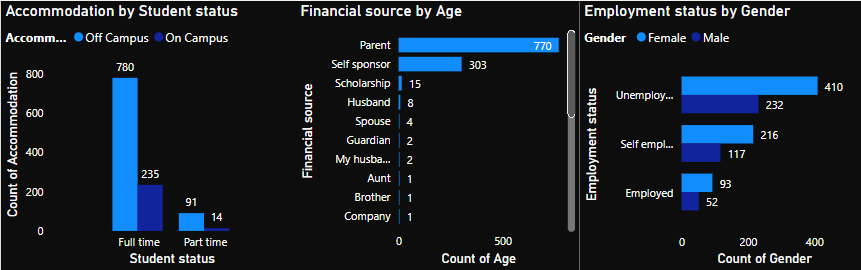 Accommodation by Student status
Accomm... Off Campus On Campus
Count of Accommodation
800
600
400
200
0
780
235
91
14
Full time Part time
Student status
Financial source by Age
Financial source
Parent 770
Self sponsor 303
Scholarship 15
Husband 8
Spouse 4
Guardian 2
My husba... 2
Aunt 1
Brother 1
Company 1
0 500
Count of Age
Employment status by Gender
Gender Female Male
Employment status
Unemploy... 410
232
Self empl... 216
117
Employed 93
52
0 200 400
Count of Gender